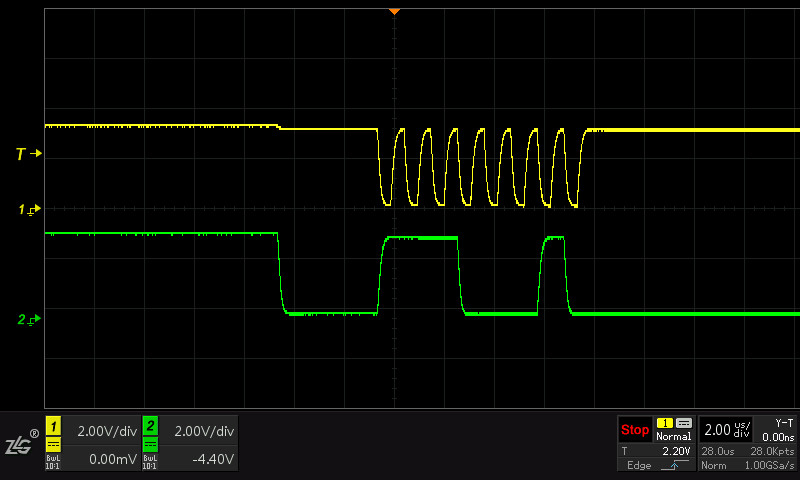 T
1
2
ZLG®
1 2.00V/div
BwL
10:1 0.00mV
2 2.00V/div
BwL
10:1 -4.40V
Stop 1
Normal
T 2.20V
Edge
2.00 us/div Y-T
0.00ns
28.0us 28.0Kpts
Norm 1.00GSa/s